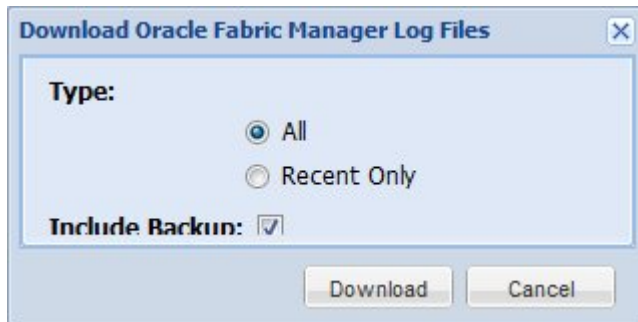 Download Oracle Fabric Manager Log Files
Type:
All
Recent Only
Include Backup:
Download Cancel